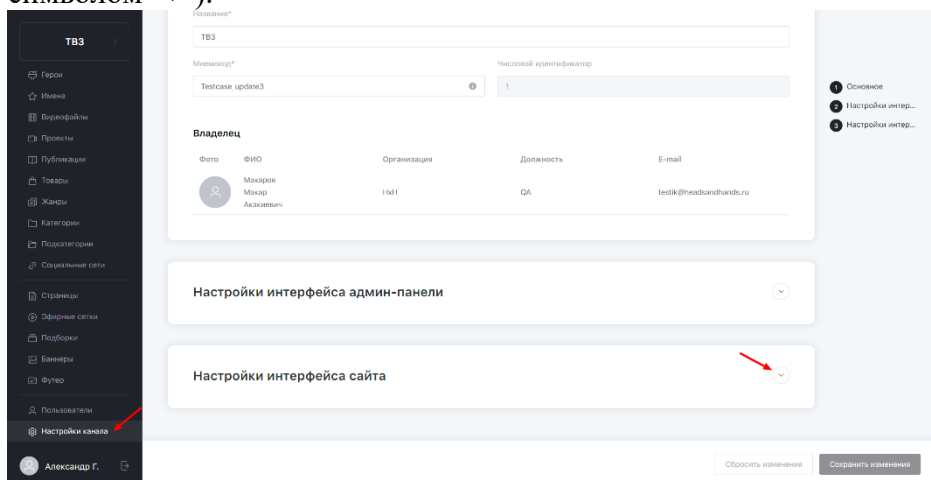 ТВ3
Герои
Имена
Видеофайлы
Проекты
Публикации
Товары
Жанры
Категории
Подкатегории
Социальные сети
Страницы
Эфирные сетки
Подборки
Баннеры
Футер
Пользователи
Настройки канала
Александр Г.
Название*
ТВ3
Мнемокод*
Числовой идентификатор
Testcase update3
1
Владелец
Фото ФИО Организация Должность E-mail
Макаров
Макар
Акакиевич
HxH QA testik@headsandhands.ru
Настройки интерфейса админ-панели
Настройки интерфейса сайта
1 Основное
2 Настройки интер...
3 Настройки интер...
Сбросить изменения
Сохранить изменения